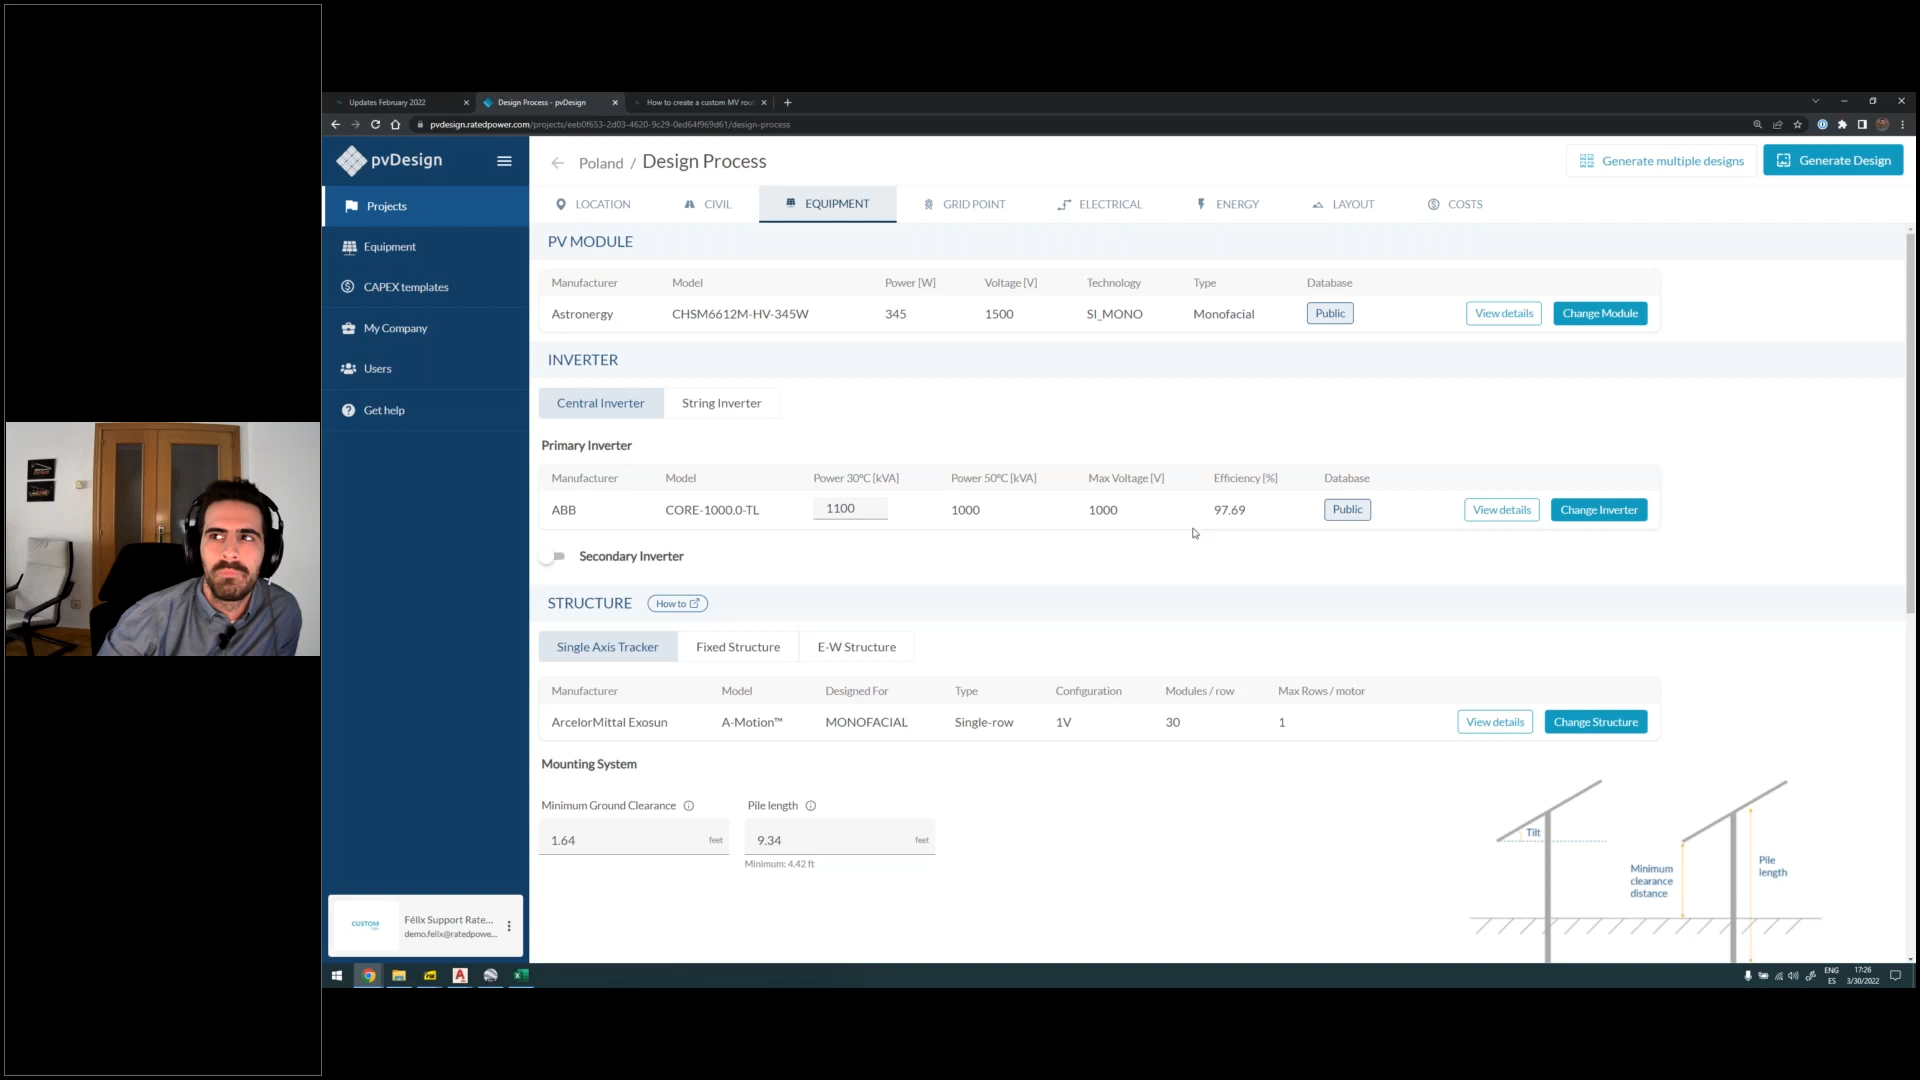 Updates February 2022
Design Process - pvDesign
How to create a custom MV rou
pvdesign.ratedpower.com/projects/eeb0f653-2d03-4620-9c29-0ed64f969d61/design-process
pvDesign
Poland / Design Process
Generate multiple designs
Generate Design
Projects
Equipment
CAPEX templates
My Company
Users
Get help
LOCATION
CIVIL
EQUIPMENT
GRID POINT
ELECTRICAL
ENERGY
LAYOUT
COSTS
PV MODULE
Manufacturer Model Power [W] Voltage [V] Technology Type Database
Astronergy CHSM6612M-HV-345W 345 1500 SI_MONO Monofacial Public View details Change Module
INVERTER
Central Inverter String Inverter
Primary Inverter
Manufacturer Model Power 30ºC [kVA] Power 50ºC [kVA] Max Voltage [V] Efficiency [%] Database
ABB CORE-1000.0-TL 1100 1000 1000 97.69 Public View details Change Inverter
Secondary Inverter
STRUCTURE How to
Single Axis Tracker Fixed Structure E-W Structure
Manufacturer Model Designed For Type Configuration Modules / row Max Rows / motor
ArcelorMittal Exosun A-Motion™ MONOFACIAL Single-row 1V 30 1 View details Change Structure
Mounting System
Minimum Ground Clearance Pile length
1.64 feet 9.34 feet
Minimum: 4.42 ft
Tilt
Minimum
clearance
distance
Pile
length
CUSTOM
Félix Support Rate...
demo.felix@ratedpowe...
ENG
ES
17:26
3/30/2022